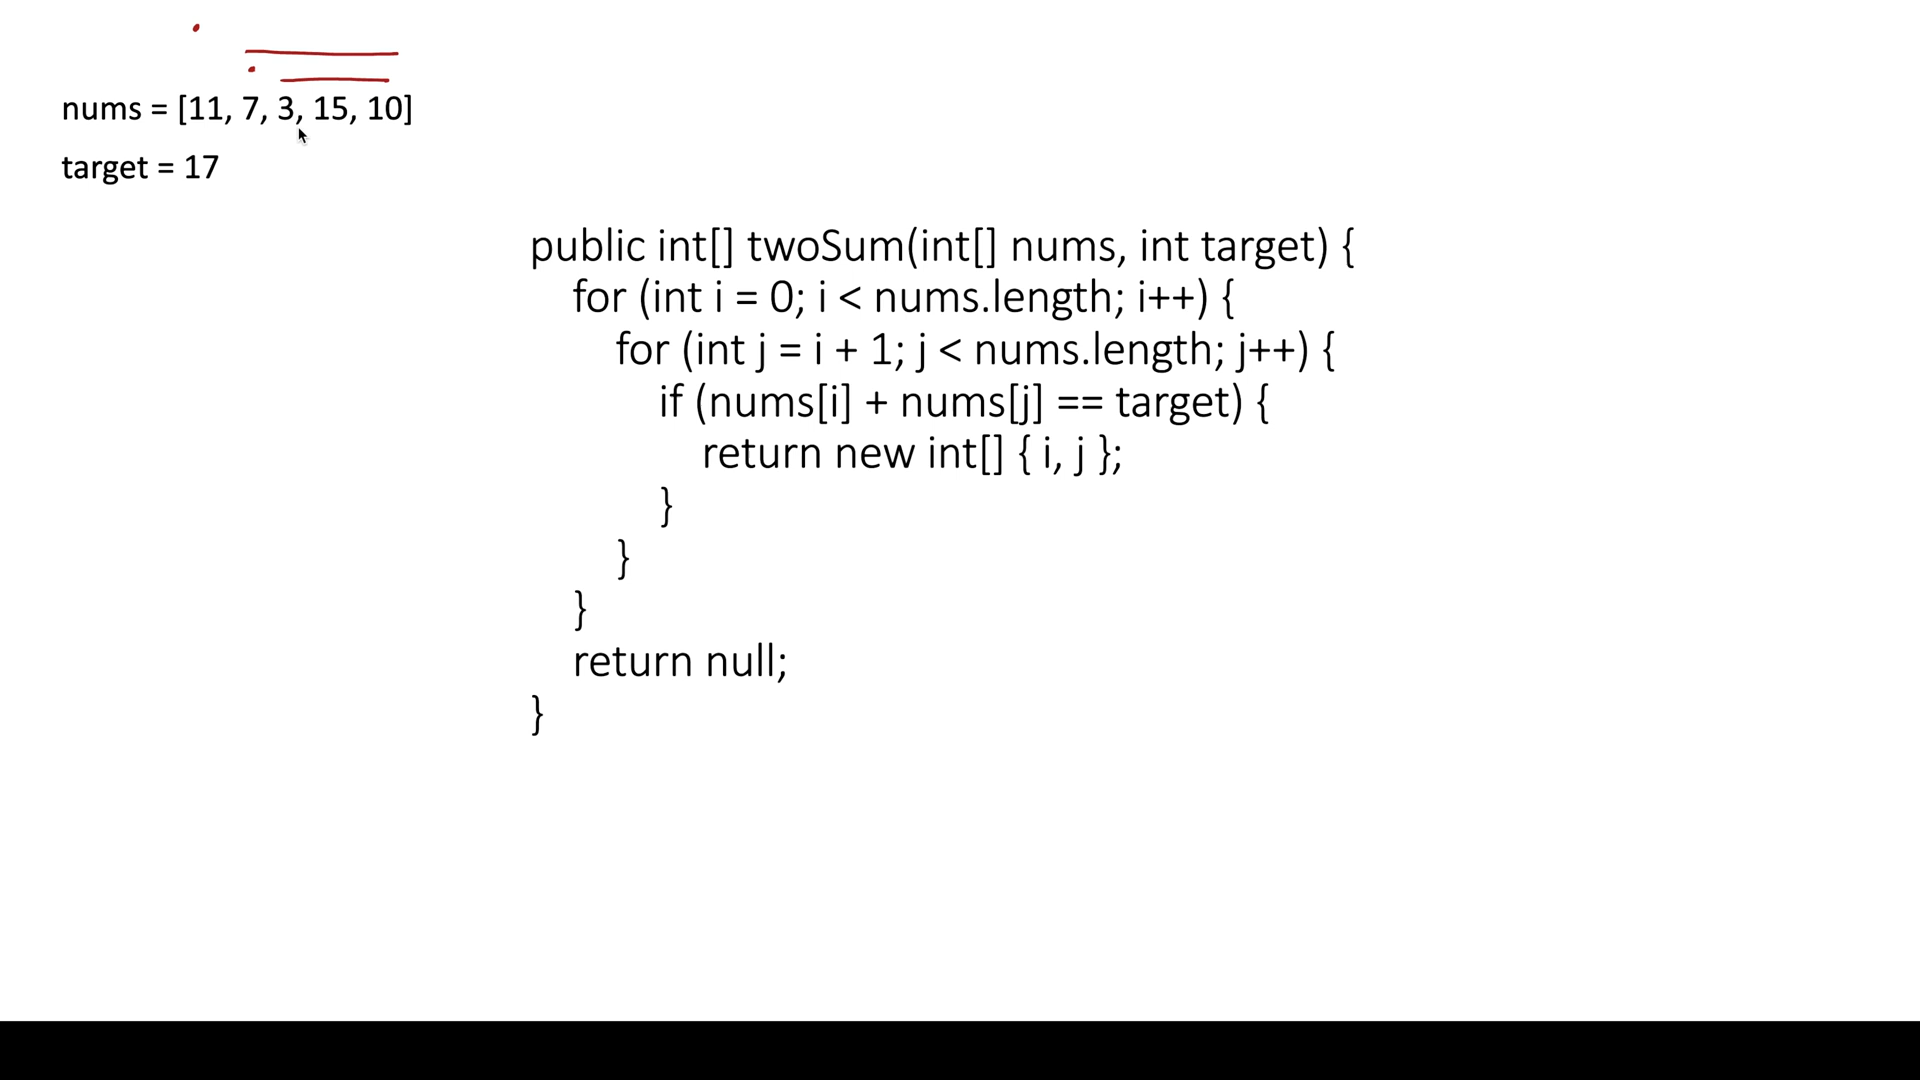 nums = [11, 7, 3, 15, 10]
target = 17
public int[] twoSum(int[] nums, int target) {
for (int i = 0; i < nums.length; i++) {
for (int j = i + 1; j < nums.length; j++) {
if (nums[i] + nums[j] == target) {
return new int[] { i, j };
}
}
}
return null;
}